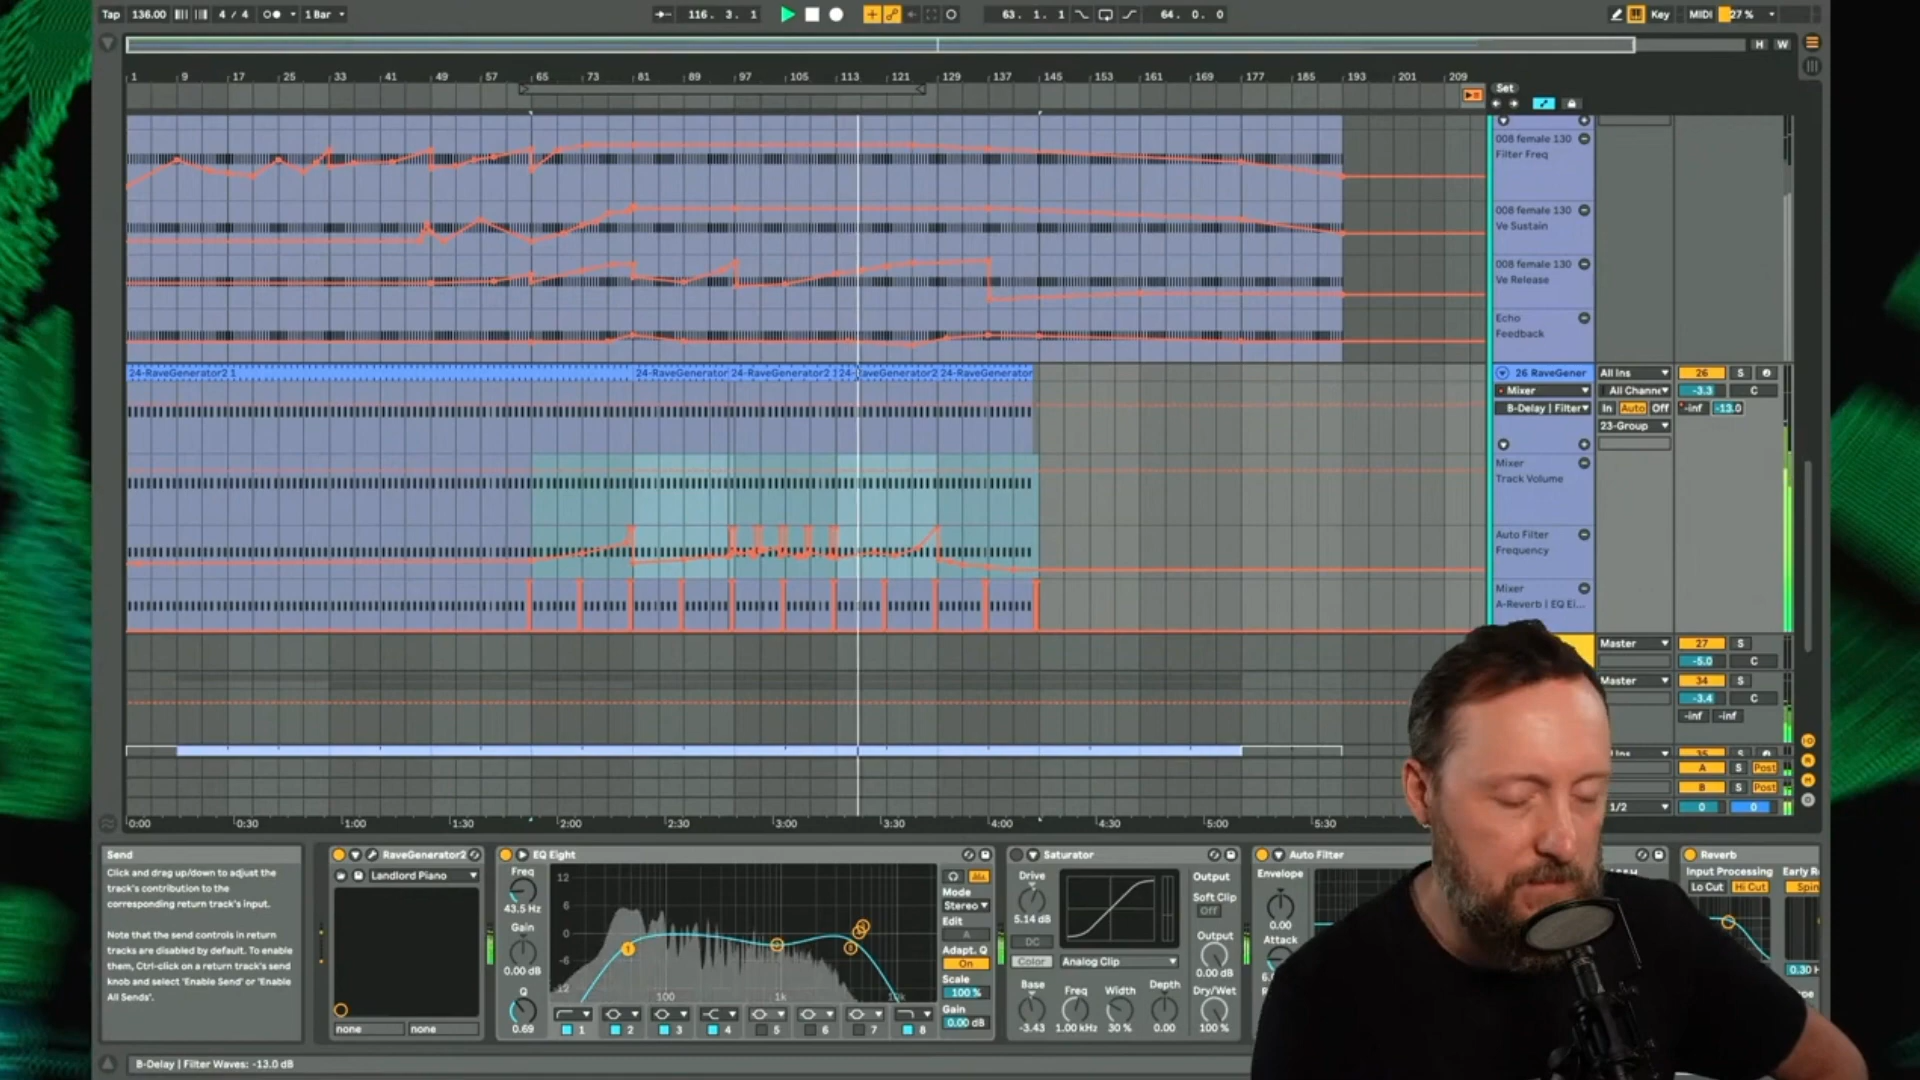 Tap 136.00 4 / 4 1 Bar 116. 3. 1 63. 1. 1 64. 0. 0 Key MIDI 27 %
H W
1 9 17 25 33 41 49 57 65 73 81 89 97 105 113 121 129 137 145 153 161 169 177 185 193 201 209
Set
008 female 130
Filter Freq
008 female 130
Ve Sustain
008 female 130
Ve Release
Echo
Feedback
24-RaveGenerator2 1 24-RaveGenerator 24-RaveGenerator2 24- RaveGenerator2 24-RaveGenerator
26 RaveGener All Ins 26 S
Mixer All Channe -3.3 C
B-Delay | Filter In Auto Off -inf -13.0
23-Group
Mixer
Track Volume
Auto Filter
Frequency
Mixer
A-Reverb | EQ Ei...
Master 27 S
-5.0 C
Master 34 S
-3.4 C
-inf -inf
A S Post
B S Post
1/2 0 0
0:00 0:30 1:00 1:30 2:00 2:30 3:00 3:30 4:00 4:30 5:00 5:30
Send
Click and drag up/down to adjust the
track's contribution to the
corresponding return track's input.
Note that the send controls in return
tracks are disabled by default. To enable
them, Ctrl-click on a return track's send
knob and select 'Enable Send' or 'Enable
All Sends'.
RaveGenerator2
Landlord Piano
none none
EQ Eight
Freq
43.5 Hz
Gain
0.00 dB
Q
0.69
12
6
0
-6
-12
100 1k 10k
1 2 3 4 5 6 7 8
Mode
Stereo
Edit
A
Adapt. Q
On
Scale
100 %
Gain
0.00 dB
Saturator
Drive
5.14 dB
DC
Color Analog Clip
Base Freq Width Depth
-3.43 1.00 kHz 30 % 0.00
Output
Soft Clip
Off
Output
0.00 dB
Dry/Wet
100 %
Auto Filter
Envelope
0.00
Attack
Reverb
Input Processing Early R
Lo Cut Hi Cut Spin
0.30 H
B-Delay | Filter Waves: -13.0 dB